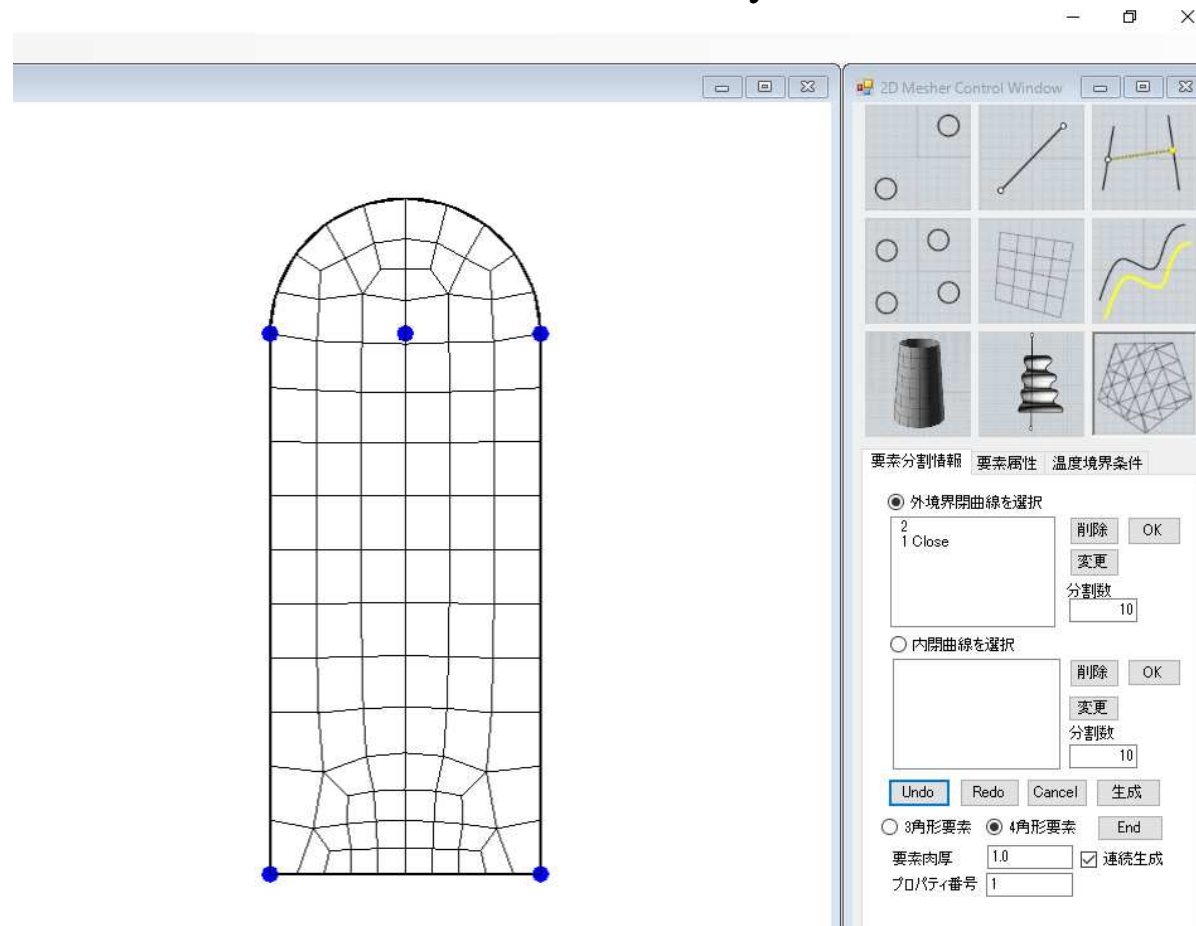 2D Mesher Control Window
要素分割情報 要素属性 温度境界条件
外境界閉曲線を選択
2
1 Close
削除 OK
変更
分割数
10
内閉曲線を選択
削除 OK
変更
分割数
10
Undo Redo Cancel 生成
3角形要素 4角形要素 End
要素肉厚 1.0 連続生成
プロパティ番号 1